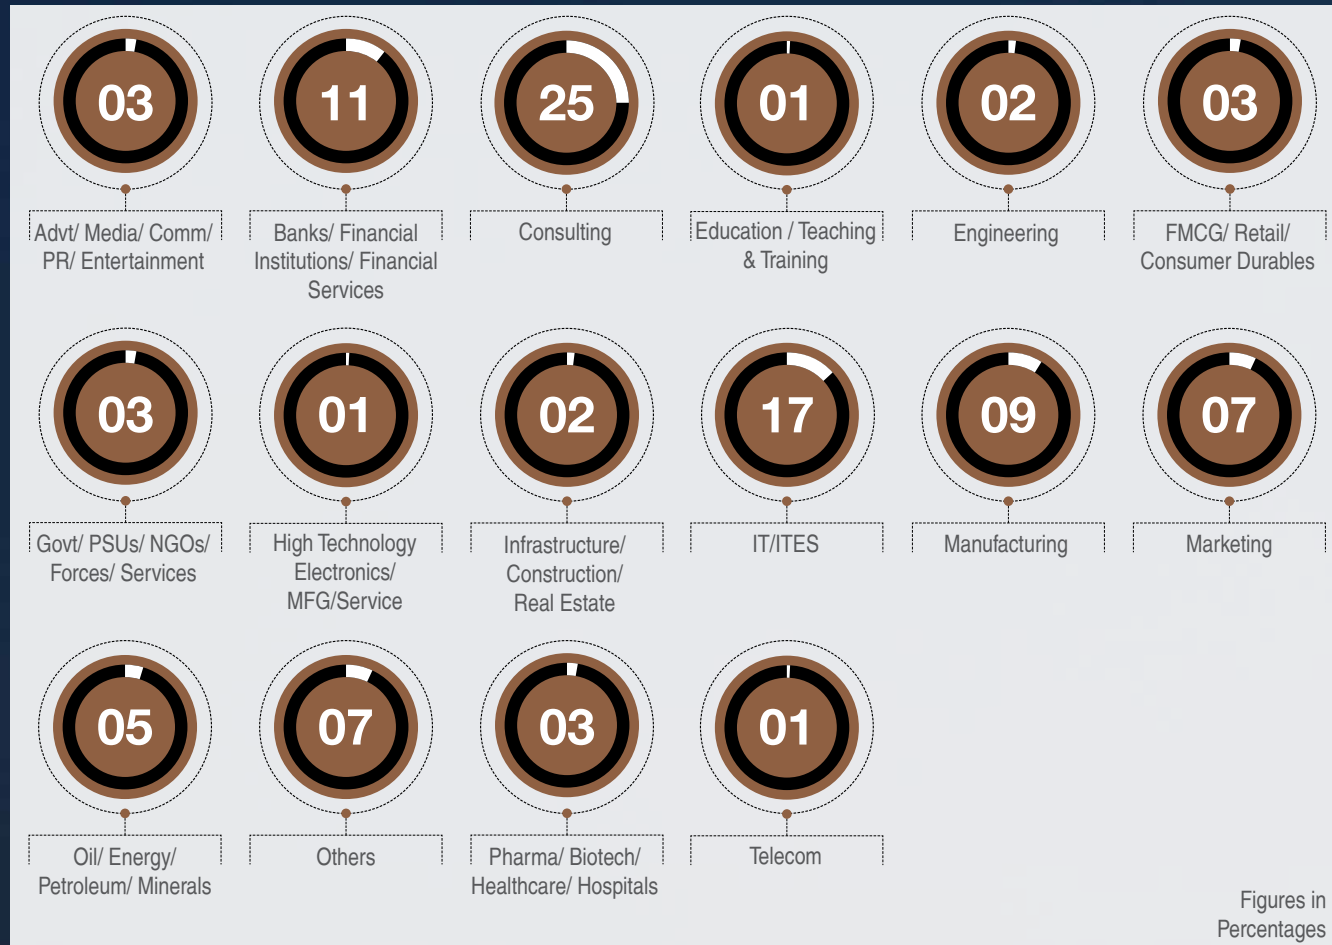 03
Advt/ Media/ Comm/
PR/ Entertainment
11
Banks/ Financial
Institutions/ Financial
Services
25
Consulting
01
Education / Teaching
& Training
02
Engineering
03
FMCG/ Retail/
Consumer Durables
03
Govt/ PSUs/ NGOs/
Forces/ Services
01
High Technology
Electronics/
MFG/Service
02
Infrastructure/
Construction/
Real Estate
17
IT/ITES
09
Manufacturing
07
Marketing
05
Oil/ Energy/
Petroleum/ Minerals
07
Others
03
Pharma/ Biotech/
Healthcare/ Hospitals
01
Telecom
Figures in
Percentages